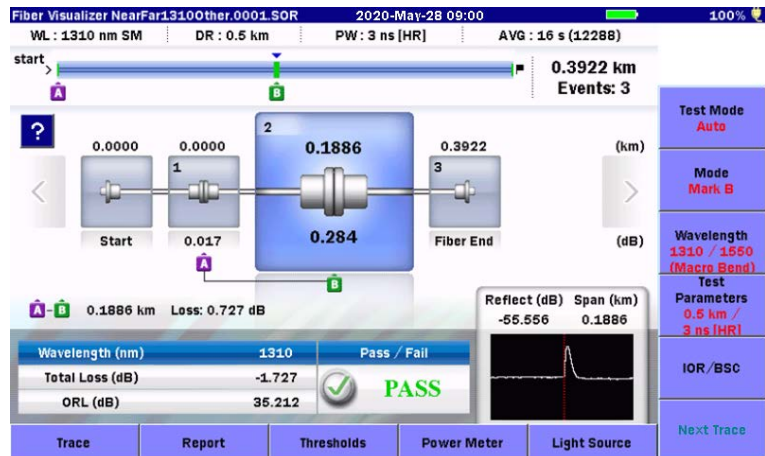 Fiber Visualizer NearFar1310Other.0001.SOR 2020-May-28 09:00 100%
WL : 1310 nm SM DR : 0.5 km PW : 3 ns [HR] AVG : 16 s (12288)
start
0.3922 km
Events: 3
A B
?
0.0000 0.0000 2 0.1886 0.3922 (km)
1 3
Start 0.017 0.284 Fiber End (dB)
A
B
A-B 0.1886 km Loss: 0.727 dB
Reflect (dB) Span (km)
-55.556 0.1886
Wavelength (nm) 1310 Pass / Fail
Total Loss (dB) -1.727 PASS
ORL (dB) 35.212
Test Mode
Auto
Mode
Mark B
Wavelength
1310 / 1550
(Macro Bend)
Test
Parameters
0.5 km /
3 ns [HR]
IOR/BSC
Next Trace
Trace Report Thresholds Power Meter Light Source